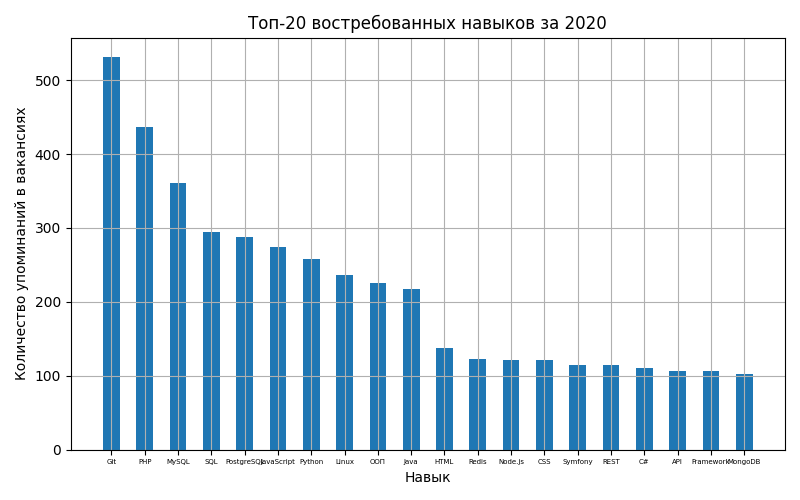 Топ-20 востребованных навыков за 2020
Количество упоминаний в вакансиях
500
400
300
200
100
0
Git PHP MySQL SQL PostgreSQL JavaScript Python Linux ООП Java HTML Redis Node.js CSS Symfony REST C# API Framework MongoDB
Навык